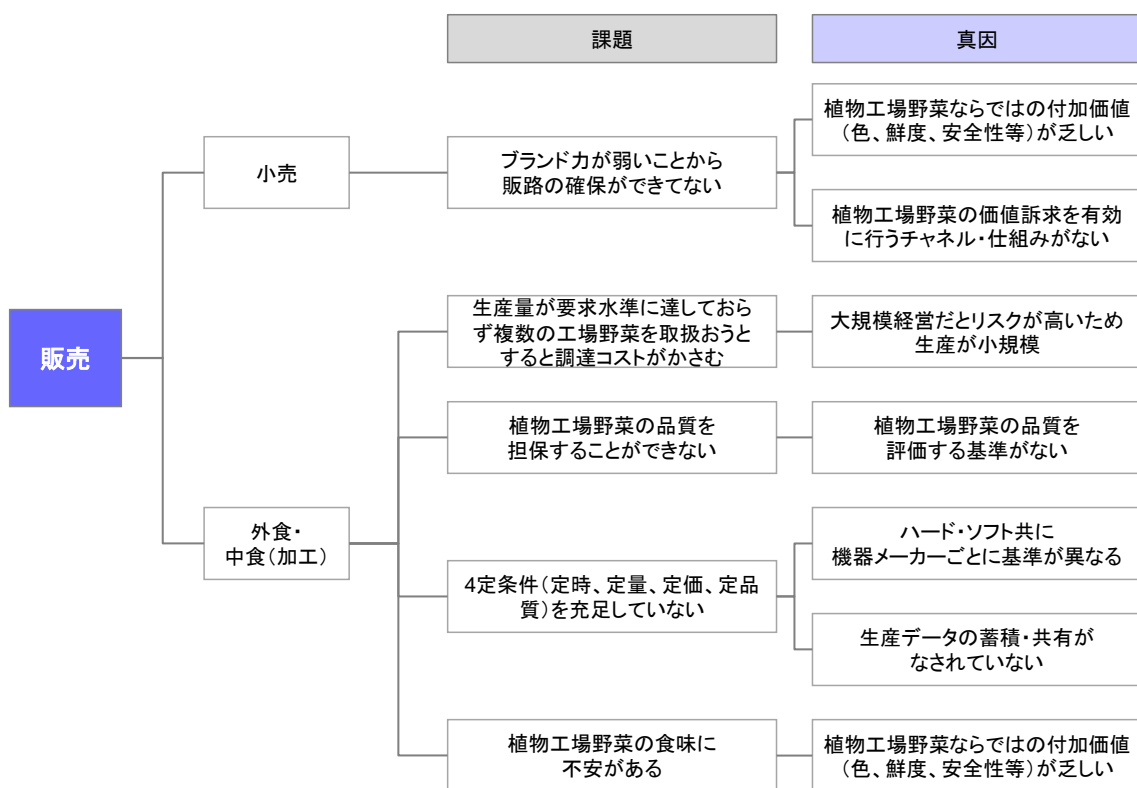 課題
真因
小売
ブランド力が弱いことから
販路の確保ができてない
植物工場野菜ならではの付加価値
(色、鮮度、安全性等)が乏しい
植物工場野菜の価値訴求を有効
に行うチャネル・仕組みがない
販売
外食・
中食(加工)
生産量が要求水準に達しておら
ず複数の工場野菜を取扱おうと
すると調達コストがかさむ
大規模経営だとリスクが高いため
生産が小規模
植物工場野菜の品質を
担保することができない
植物工場野菜の品質を
評価する基準がない
4定条件(定時、定量、定価、定品
質)を充足していない
ハード・ソフト共に
機器メーカーごとに基準が異なる
生産データの蓄積・共有が
なされていない
植物工場野菜の食味に
不安がある
植物工場野菜ならではの付加価値
(色、鮮度、安全性等)が乏しい